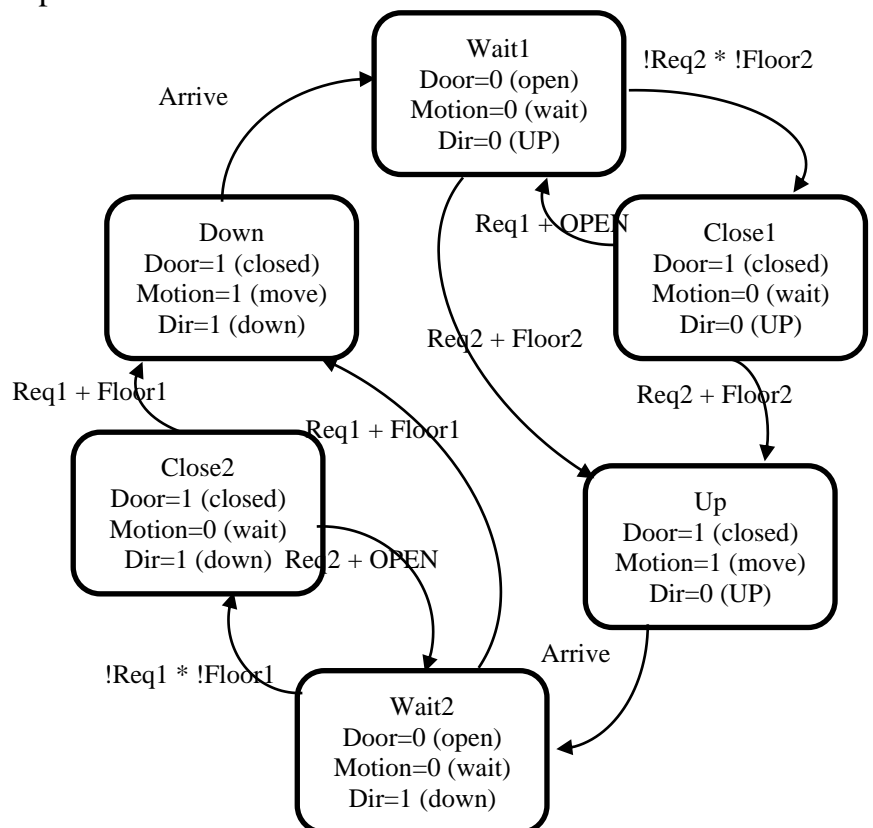 Wait1
Door=0 (open)
Motion=0 (wait)
Dir=0 (UP)
!Req2 * !Floor2
Arrive
Down
Door=1 (closed)
Motion=1 (move)
Dir=1 (down)
Req1 + OPEN
Close1
Door=1 (closed)
Motion=0 (wait)
Dir=0 (UP)
Req2 + Floor2
Req1 + Floor1
Req2 + Floor2
Req1 + Floor1
Close2
Door=1 (closed)
Motion=0 (wait)
Dir=1 (down)
Req2 + OPEN
Up
Door=1 (closed)
Motion=1 (move)
Dir=0 (UP)
Arrive
!Req1 * !Floor1
Wait2
Door=0 (open)
Motion=0 (wait)
Dir=1 (down)